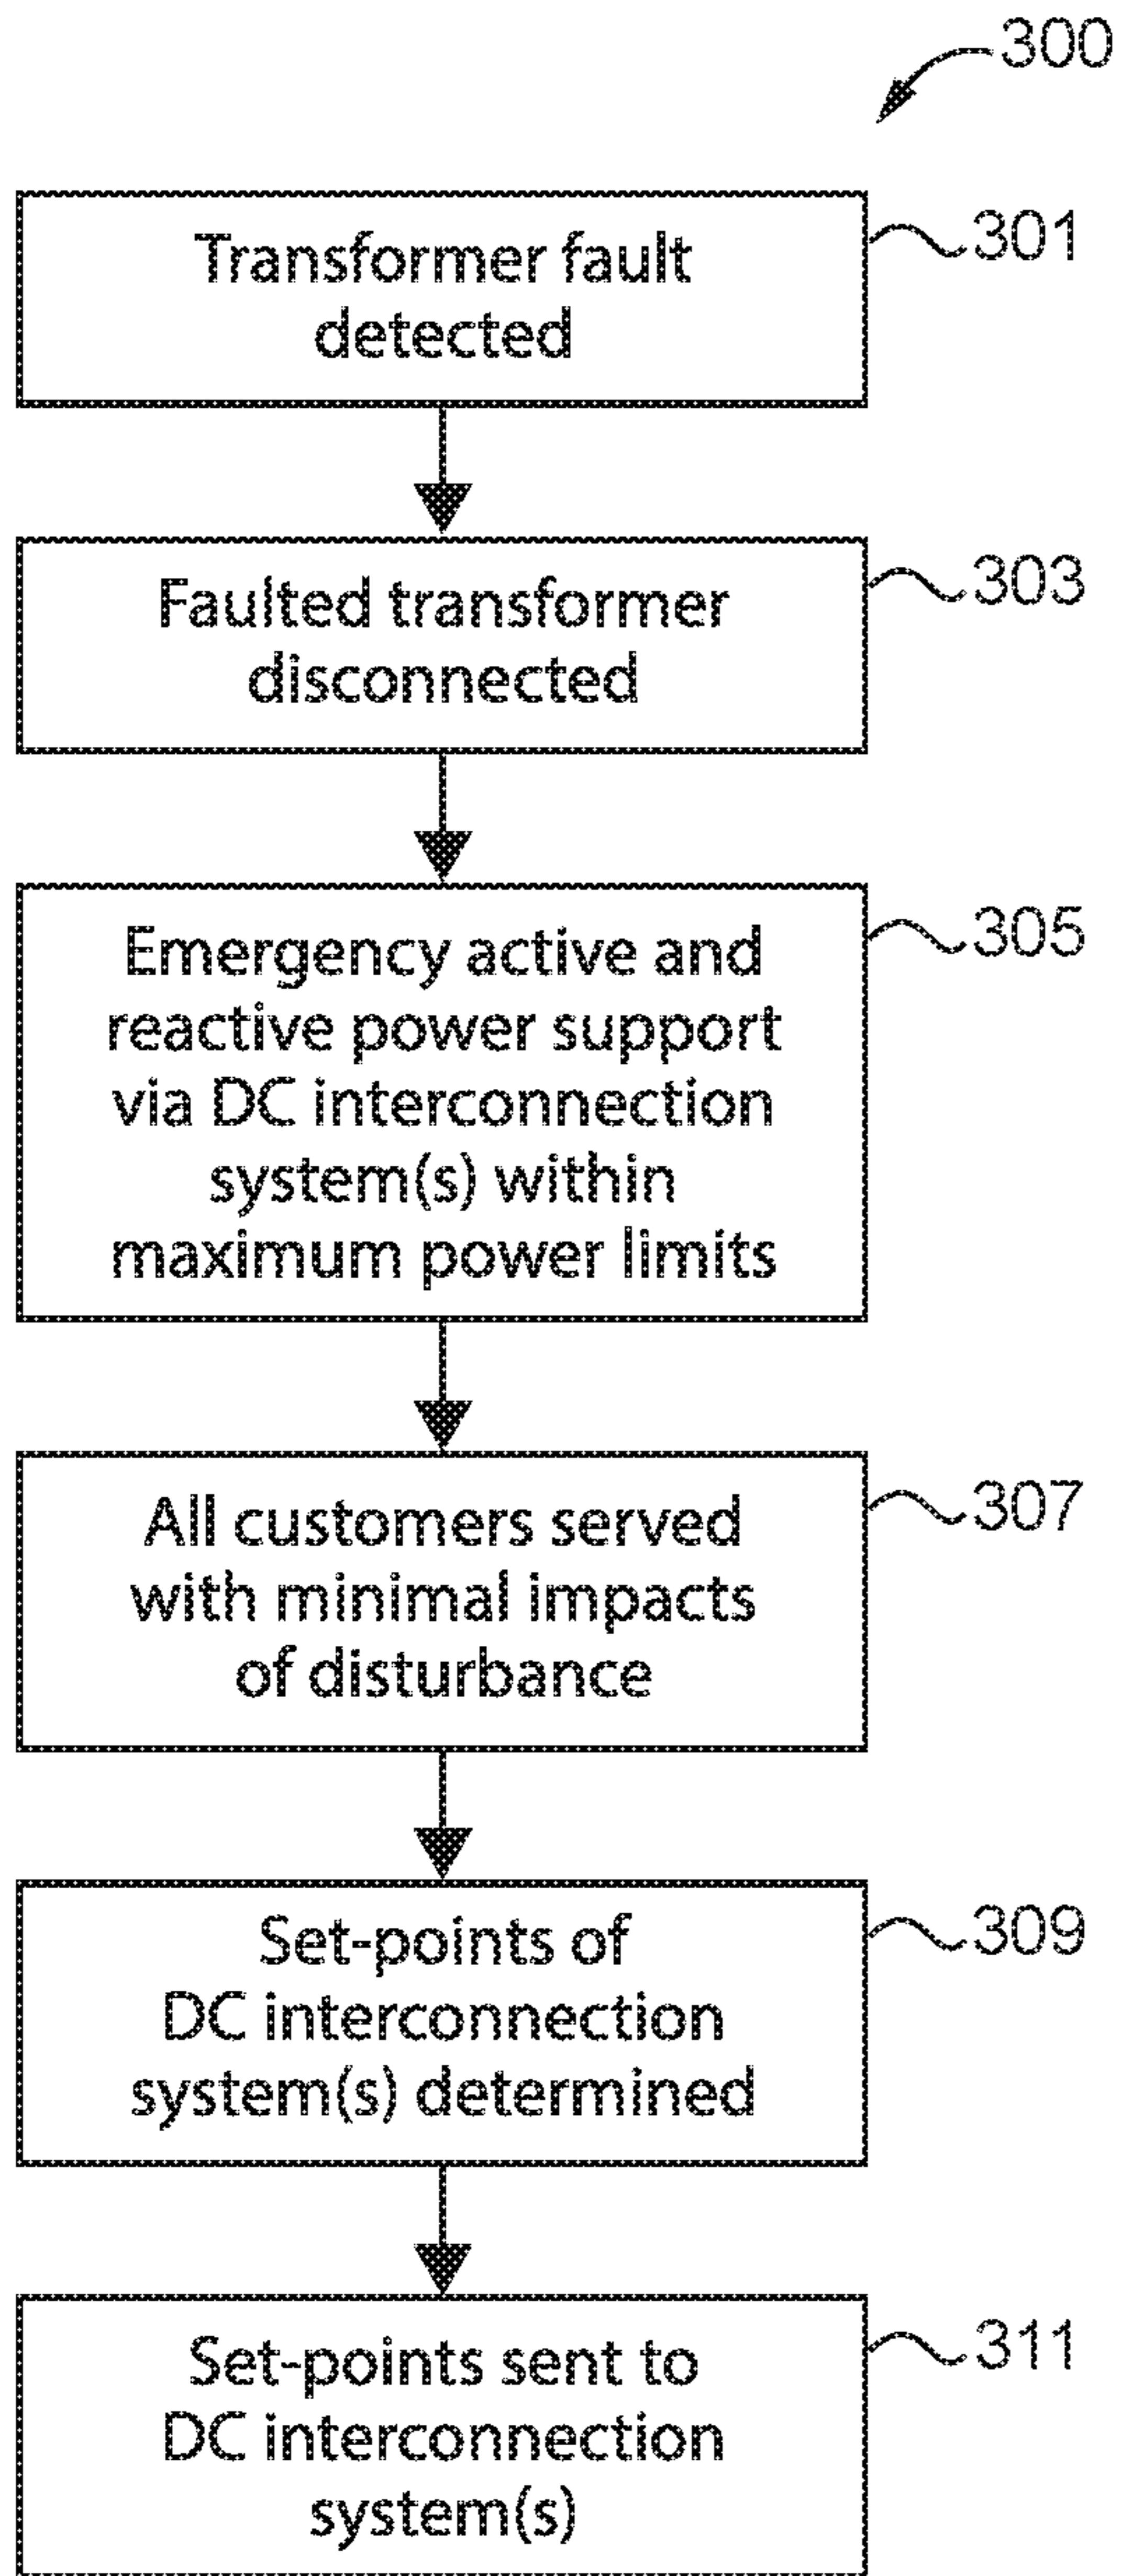 300
Transformer fault
detected
301
Faulted transformer
disconnected
303
Emergency active and
reactive power support
via DC interconnection
system(s) within
maximum power limits
305
All customers served
with minimal impacts
of disturbance
307
Set-points of
DC interconnection
system(s) determined
309
Set-points sent to
DC interconnection
system(s)
311